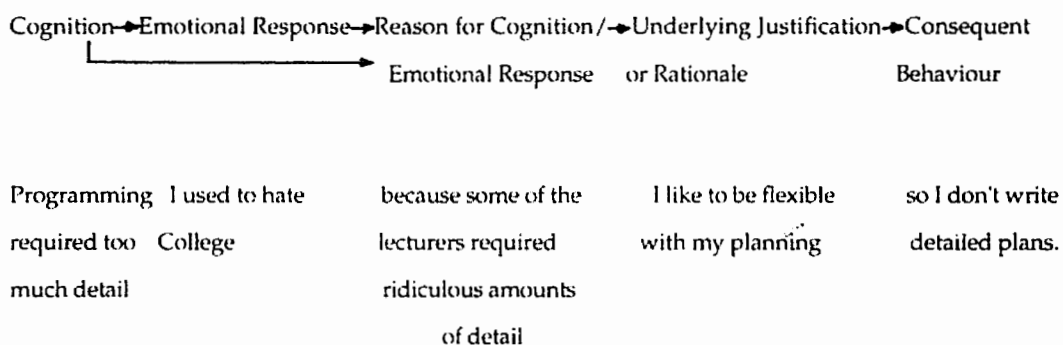 Cognition→Emotional Response→Reason for Cognition/→Underlying Justification→Consequent
Emotional Response or Rationale Behaviour
Programming I used to hate because some of the I like to be flexible so I don't write
required too College lecturers required with my planning detailed plans.
much detail ridiculous amounts
of detail